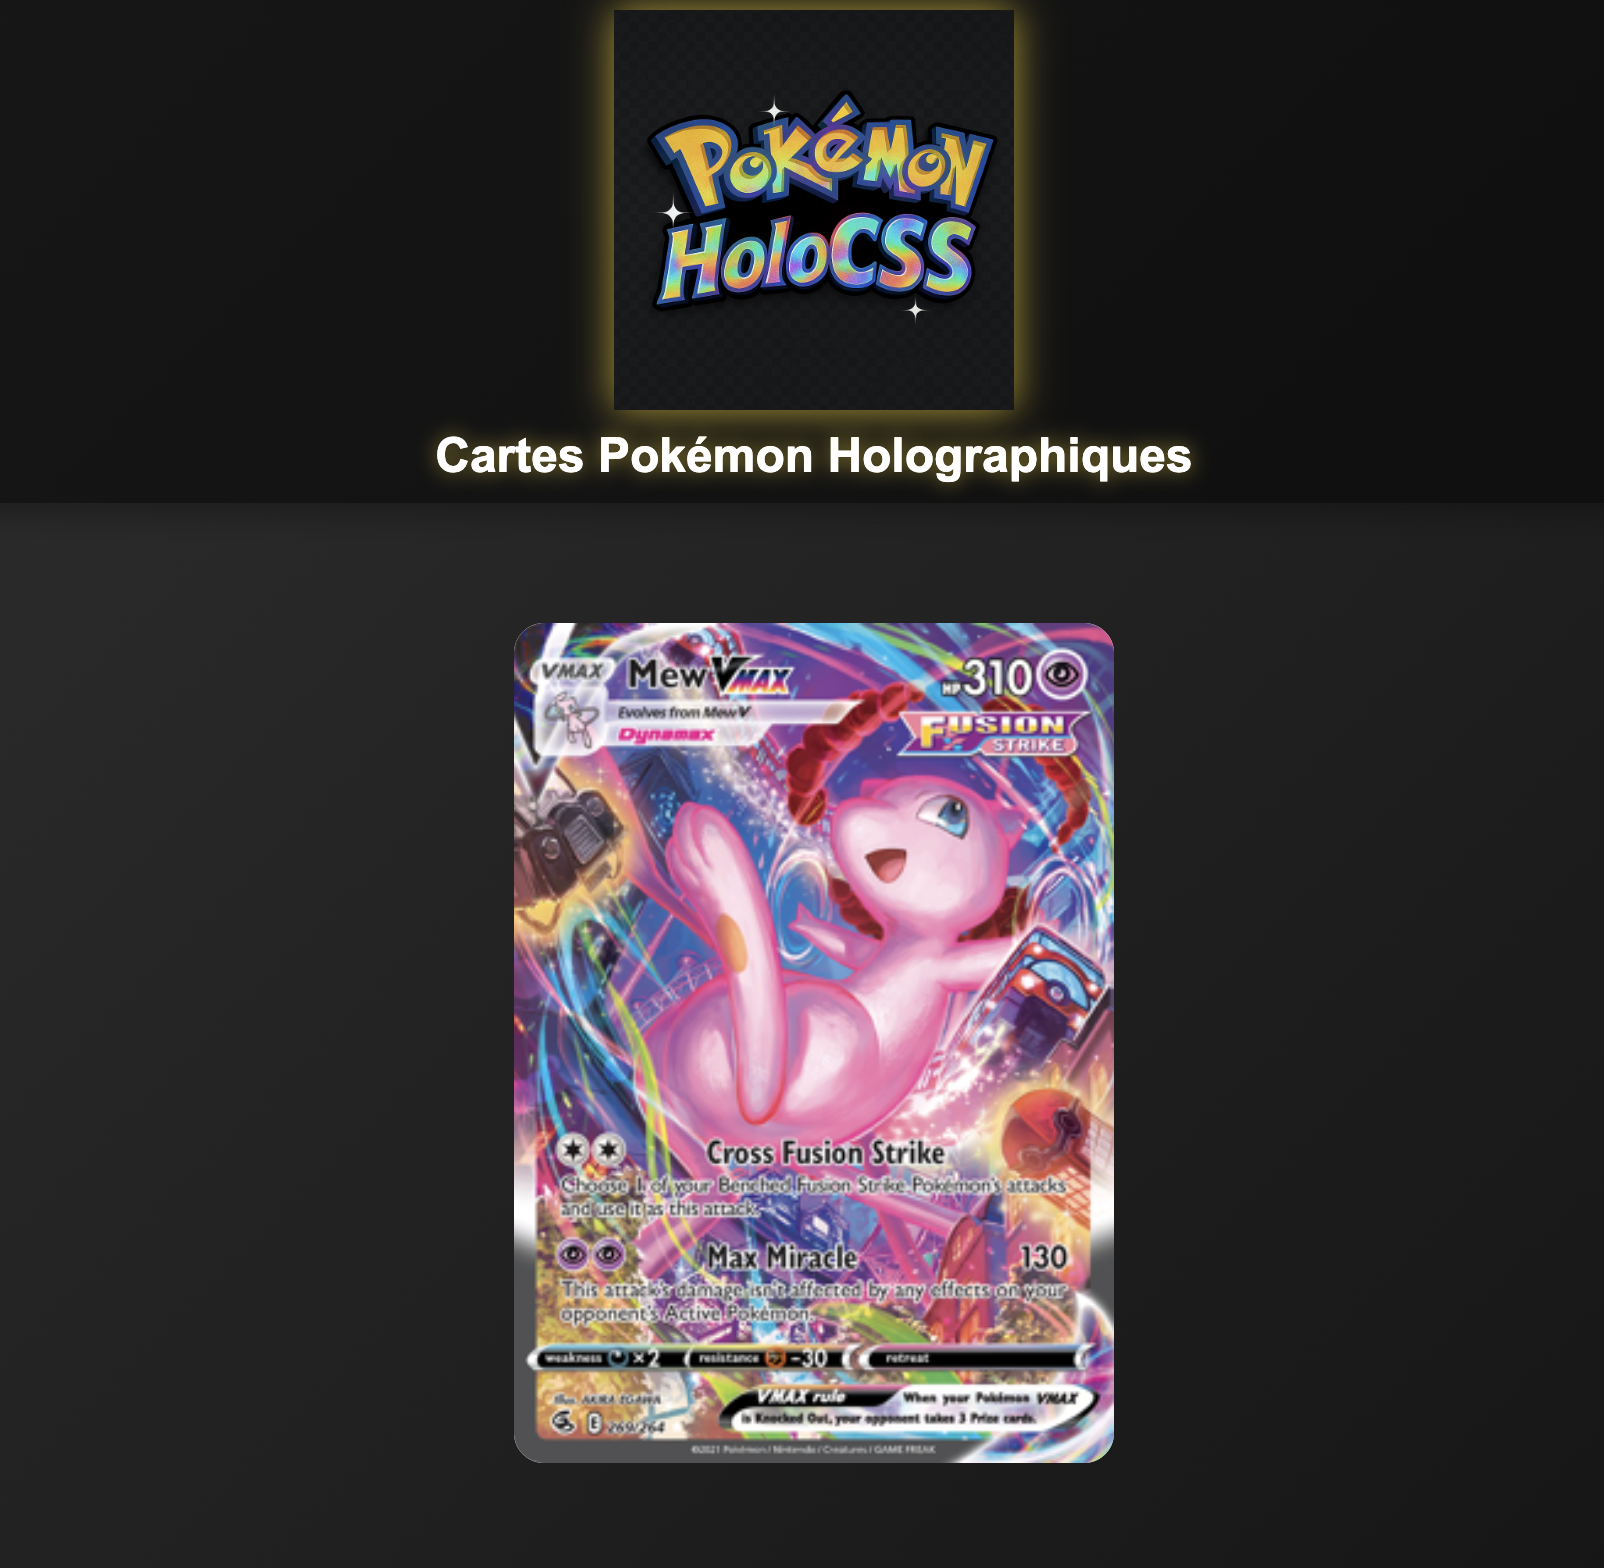 Pokémon
HoloCSS
Cartes Pokémon Holographiques
VMAX
Mew VMAX
HP 310
Evolves from Mew V
Dynamax
FUSION
STRIKE
Cross Fusion Strike
Choose 1 of your Benched Fusion Strike Pokémon's attacks
and use it as this attack.
Max Miracle 130
This attack's damage isn't affected by any effects on your
opponent's Active Pokémon.
weakness ×2 resistance -30 retreat
Illus. AKIRA EGAWA
VMAX rule When your Pokémon VMAX
is Knocked Out, your opponent takes 3 Prize cards.
E 269/264
©2021 Pokémon / Nintendo / Creatures / GAME FREAK